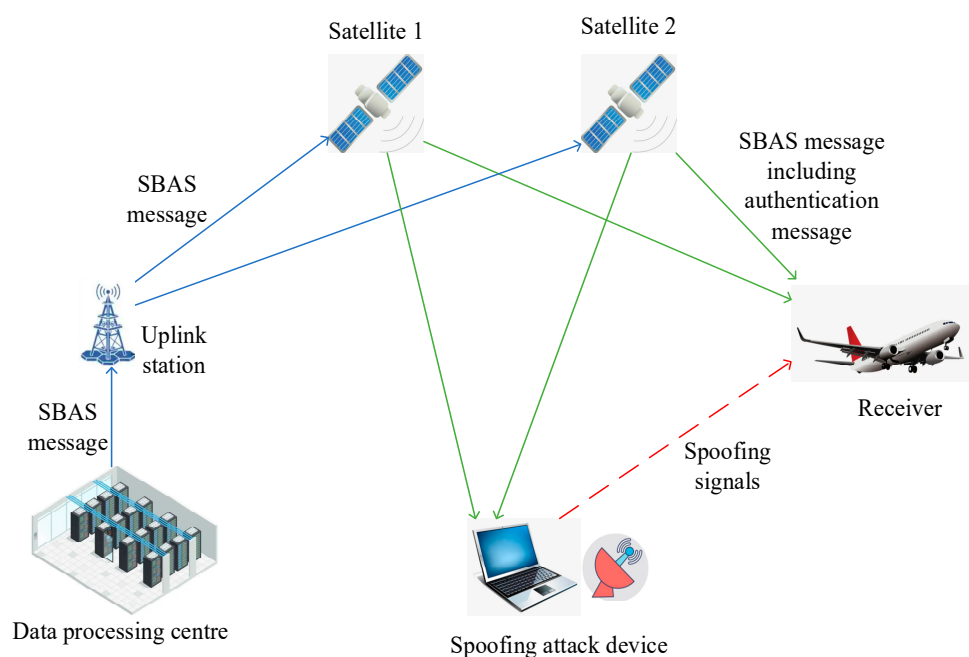 Satellite 1
Satellite 2
SBAS
message
SBAS message
including
authentication
message
Uplink
station
SBAS
message
Receiver
Spoofing
signals
Data processing centre
Spoofing attack device